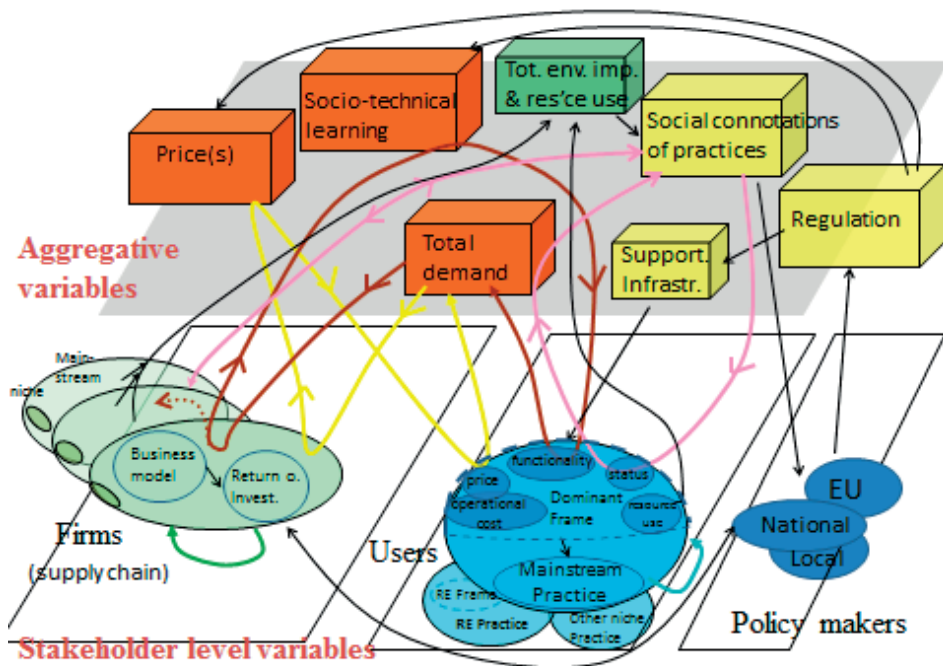 Tot. env. imp.
& res'ce use
Socio-technical
learning
Social connotations
of practices
Price(s)
Regulation
Total
demand
Support.
Infrastr.
Aggregative
variables
Main-
stream
niche
Business
model
Return o.
Invest.
functionality
price
status
operational
cost
Dominant
Frame
resource
use
EU
National
Local
Firms
(supply chain)
Users
Mainstream
Practice
RE Frame
RE Practice
Other niche
Practice
Policy makers
Stakeholder level variables